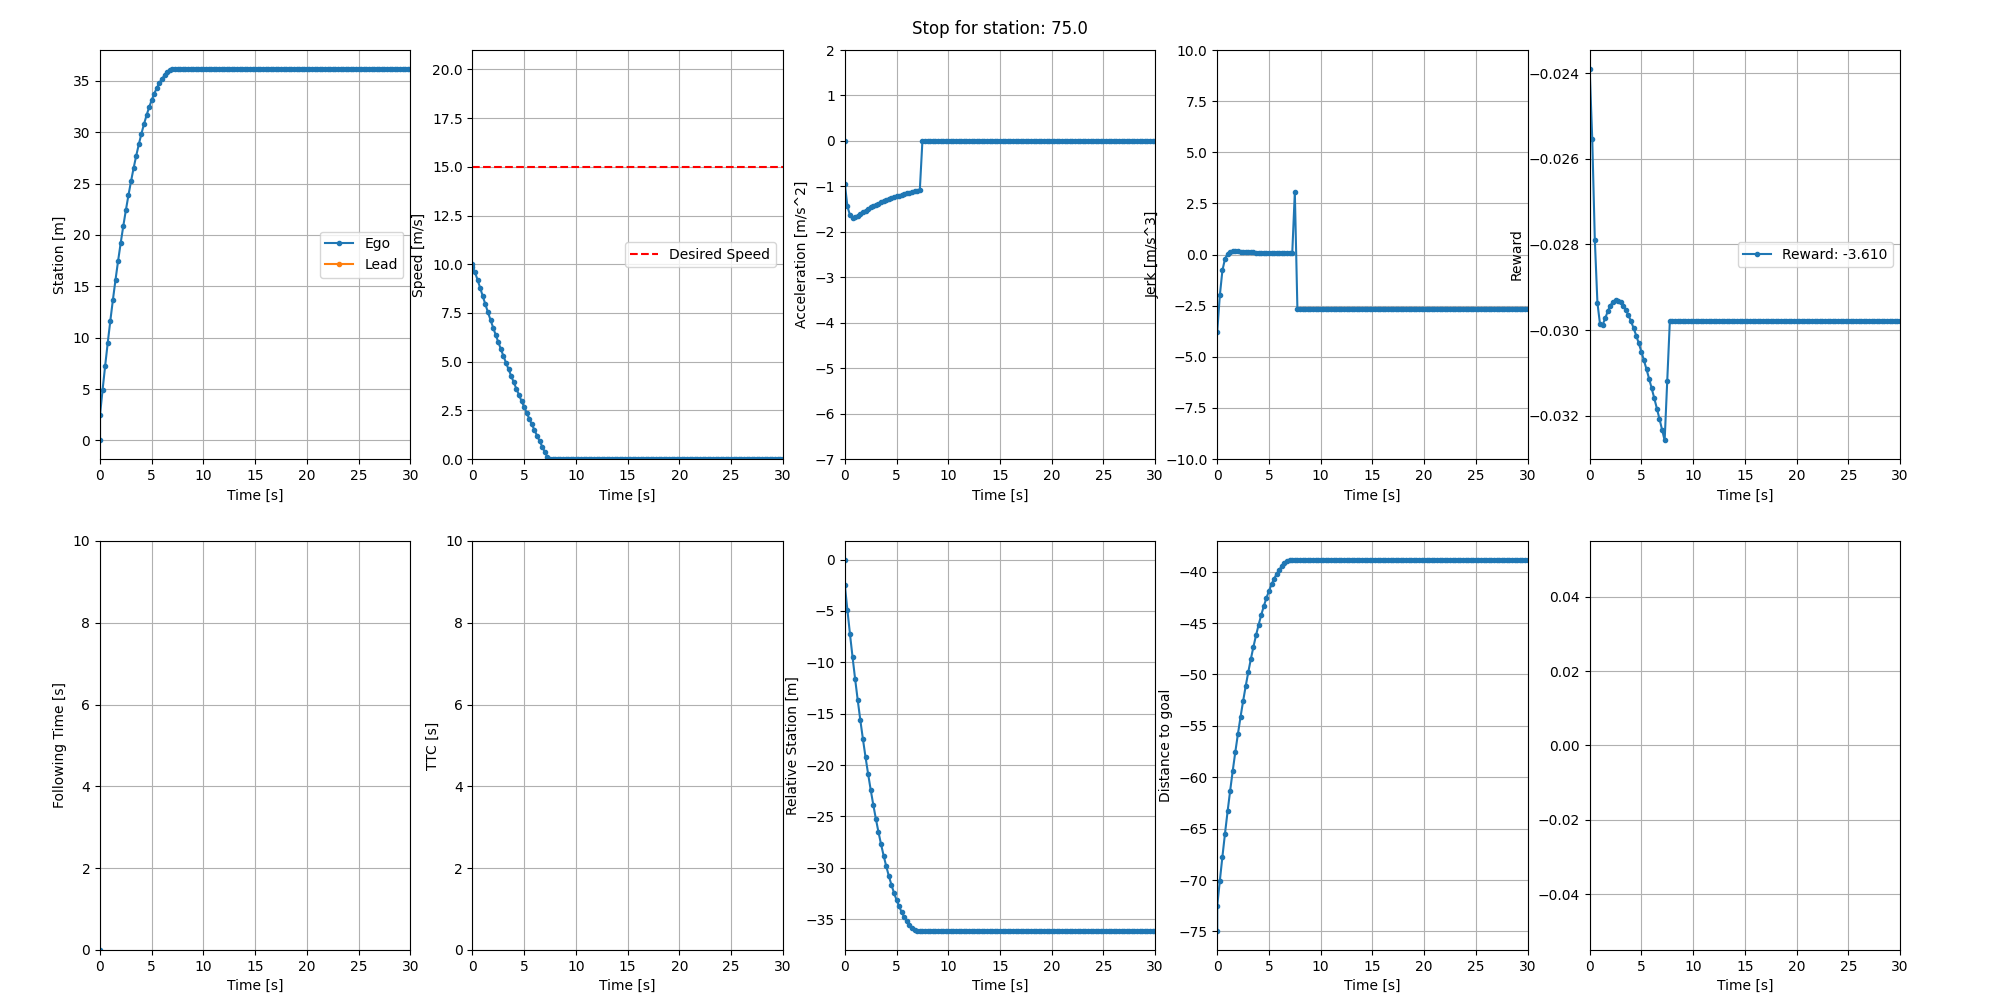 Stop for station: 75.0
Station [m]
35
30
25
20
15
10
5
0
0 5 10 15 20 25 30
Time [s]
Ego
Lead
Speed [m/s]
20.0
17.5
15.0
12.5
10.0
7.5
5.0
2.5
0.0
0 5 10 15 20 25 30
Time [s]
Desired Speed
Acceleration [m/s^2]
2
1
0
−1
−2
−3
−4
−5
−6
−7
0 5 10 15 20 25 30
Time [s]
Jerk [m/s^3]
10.0
7.5
5.0
2.5
0.0
−2.5
−5.0
−7.5
−10.0
0 5 10 15 20 25 30
Time [s]
Reward
−0.024
−0.026
−0.028
−0.030
−0.032
0 5 10 15 20 25 30
Time [s]
Reward: -3.610
Following Time [s]
10
8
6
4
2
0
0 5 10 15 20 25 30
Time [s]
TTC [s]
10
8
6
4
2
0
0 5 10 15 20 25 30
Time [s]
Relative Station [m]
0
−5
−10
−15
−20
−25
−30
−35
0 5 10 15 20 25 30
Time [s]
Distance to goal
−40
−45
−50
−55
−60
−65
−70
−75
0 5 10 15 20 25 30
Time [s]
0.04
0.02
0.00
−0.02
−0.04
0 5 10 15 20 25 30
Time [s]